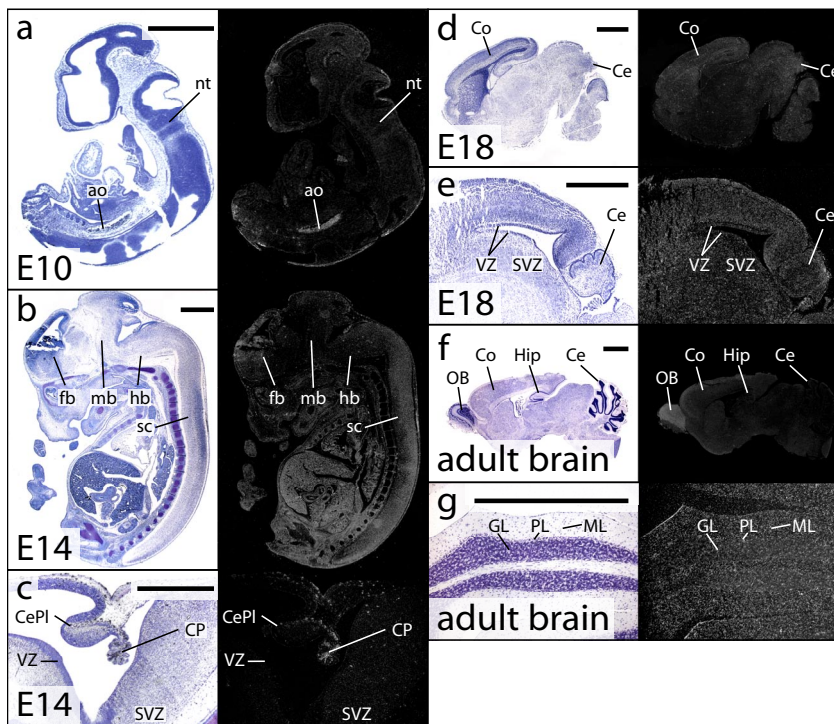 a
nt
ao
E10
nt
ao
b
fb
mb
hb
sc
E14
fb
mb
hb
sc
c
CePl
CP
VZ
SVZ
E14
CePl
CP
VZ
SVZ
d
Co
Ce
E18
Co
Ce
e
Ce
VZ
SVZ
E18
Ce
VZ
SVZ
f
Co
Hip
Ce
OB
adult brain
Co
Hip
Ce
OB
g
GL
PL
ML
adult brain
GL
PL
ML